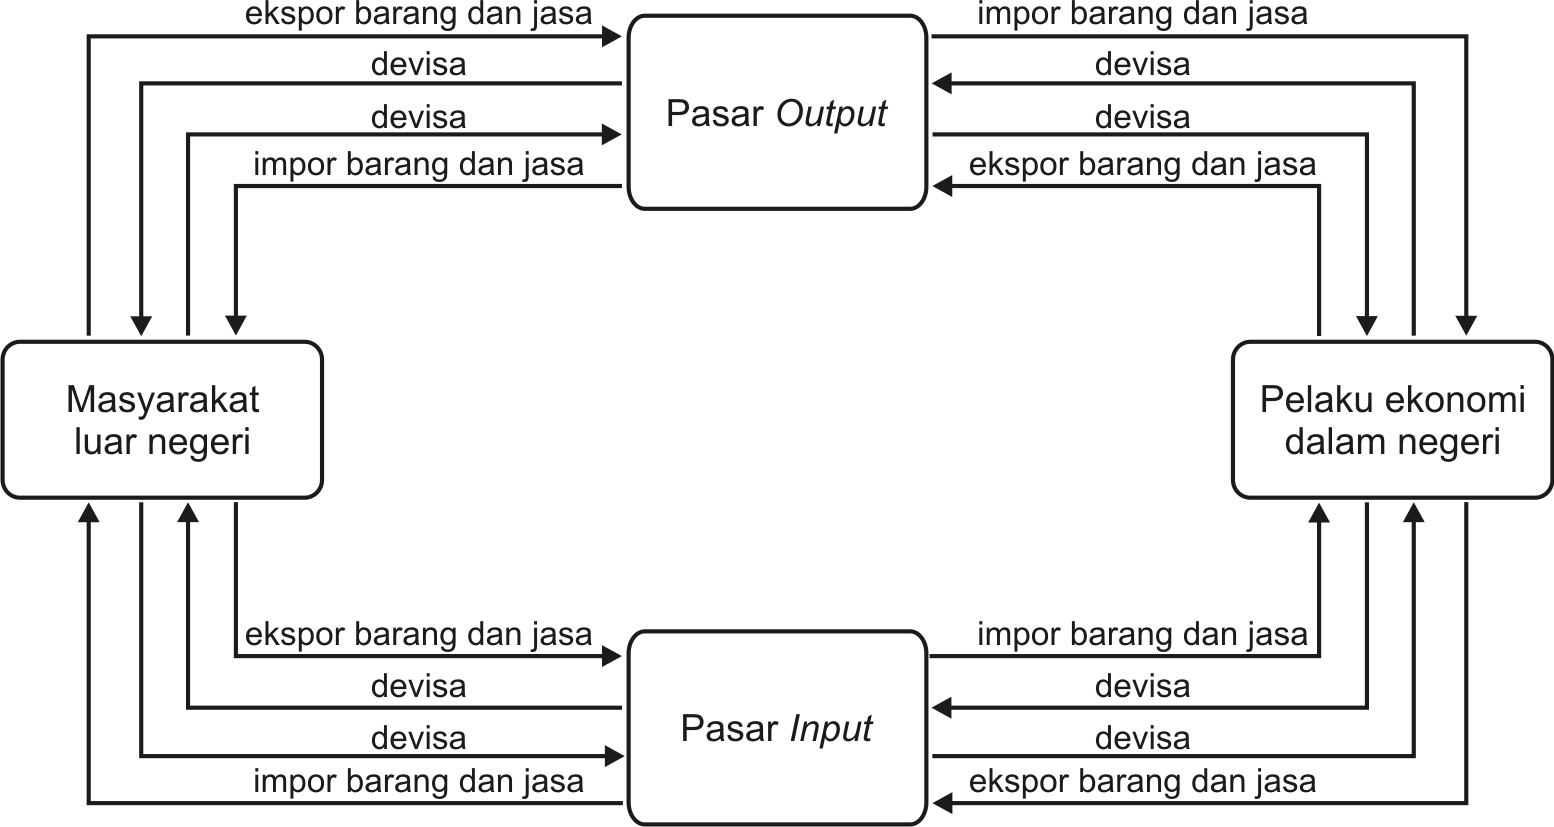 ekspor barang dan jasa
impor barang dan jasa
devisa
devisa
Pasar Output
devisa
devisa
impor barang dan jasa
ekspor barang dan jasa
Masyarakat
luar negeri
Pelaku ekonomi
dalam negeri
ekspor barang dan jasa
impor barang dan jasa
devisa
devisa
Pasar Input
devisa
devisa
impor barang dan jasa
ekspor barang dan jasa